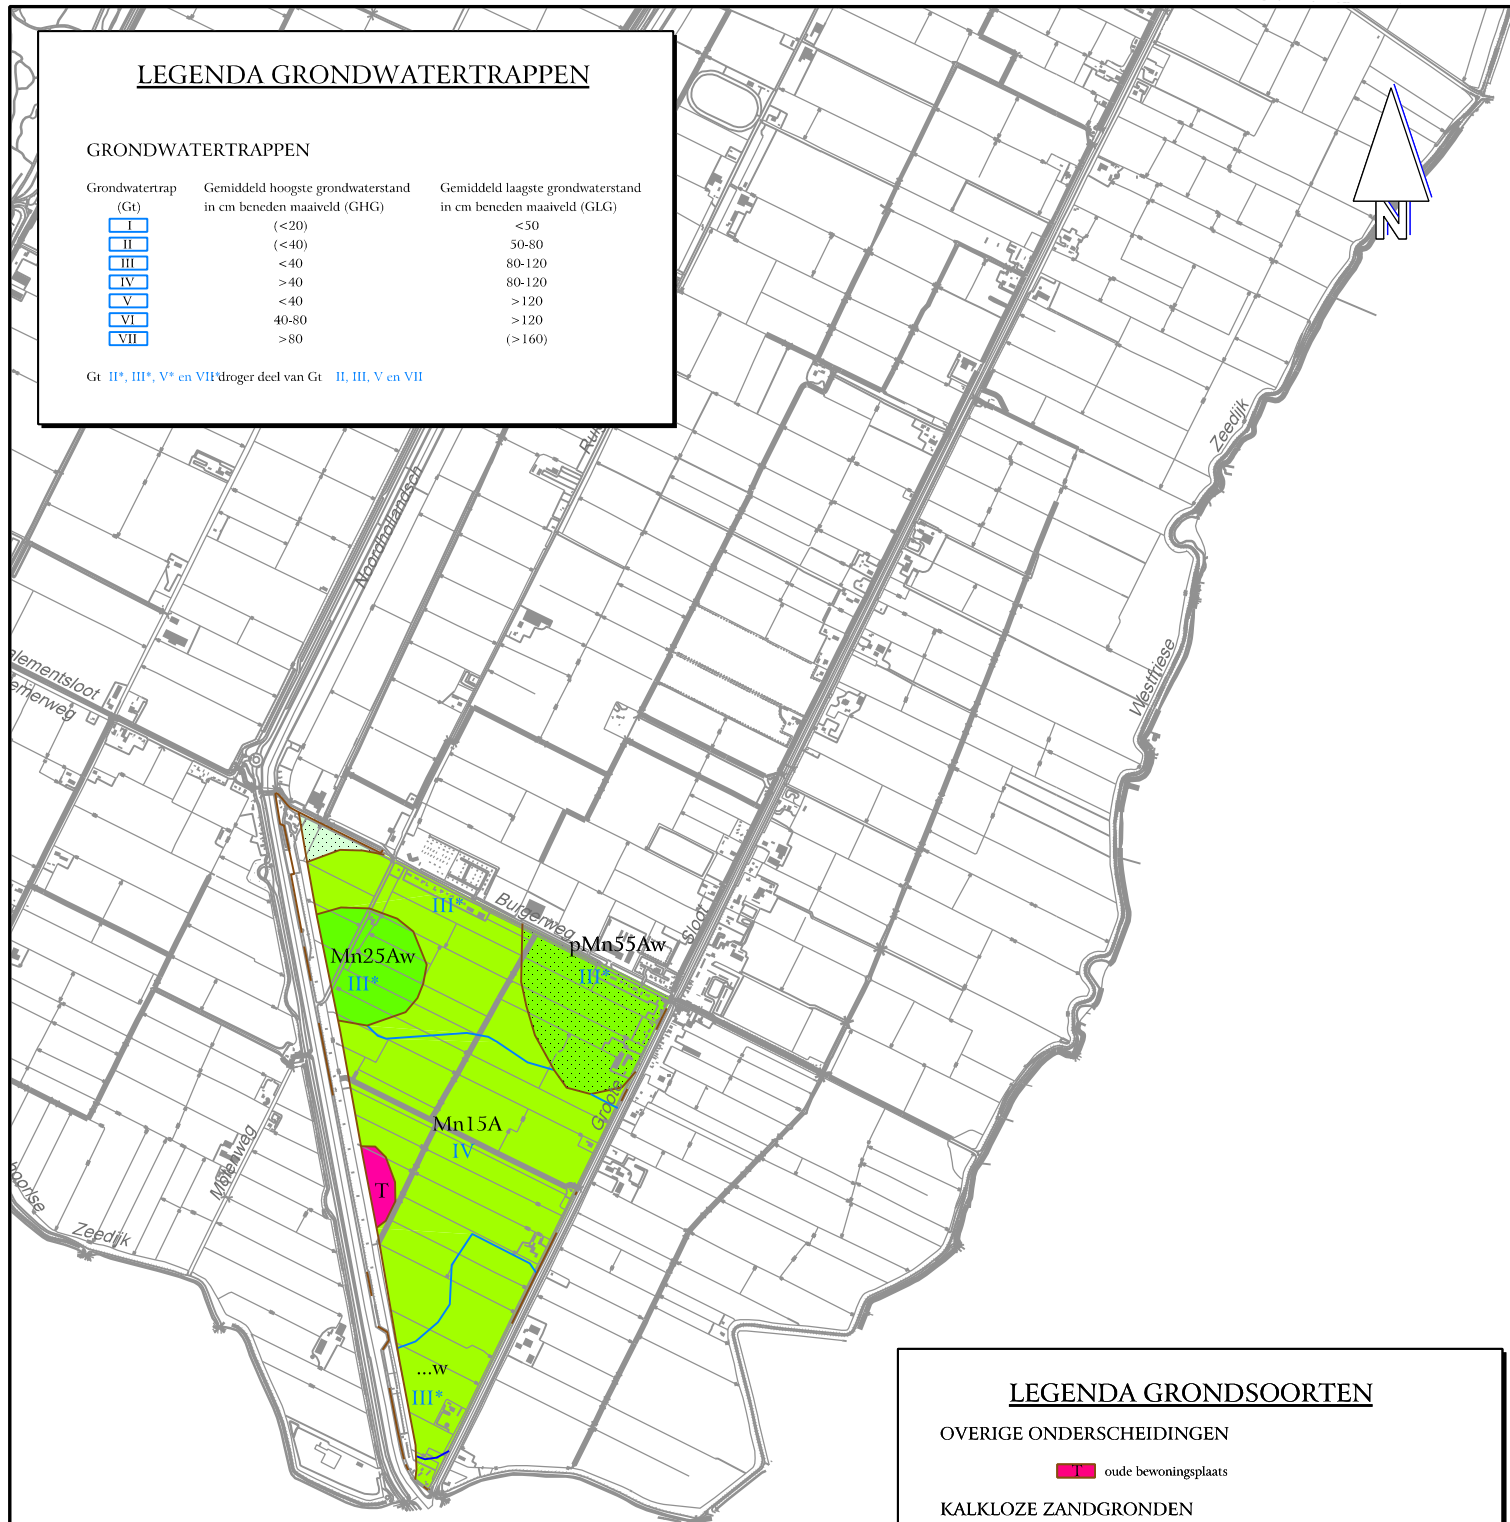 LEGENDA GRONDWATERTRAPPEN
GRONDWATERTRAPPEN
Grondwatertrap Gemiddeld hoogste grondwaterstand Gemiddeld laagste grondwaterstand
(Gt) in cm beneden maaiveld (GHG) in cm beneden maaiveld (GLG)
I (<20) <50
II (<40) 50-80
III <40 80-120
IV >40 80-120
V <40 >120
VI 40-80 >120
VII >80 (>160)
Gt II*, III*, V* en VII*: droger deel van Gt II, III, V en VII
N
Zeedijk
Noordhollandsch
Westfriese
Burgerweg
III*
pMn55Aw
III*
Sloot
Mn25Aw
III*
Groote
Mn15A
IV
Molenweg
T
Zeedijk
...w
III*
LEGENDA GRONDSOORTEN
OVERIGE ONDERSCHEIDINGEN
T oude bewoningsplaats
KALKLOZE ZANDGRONDEN